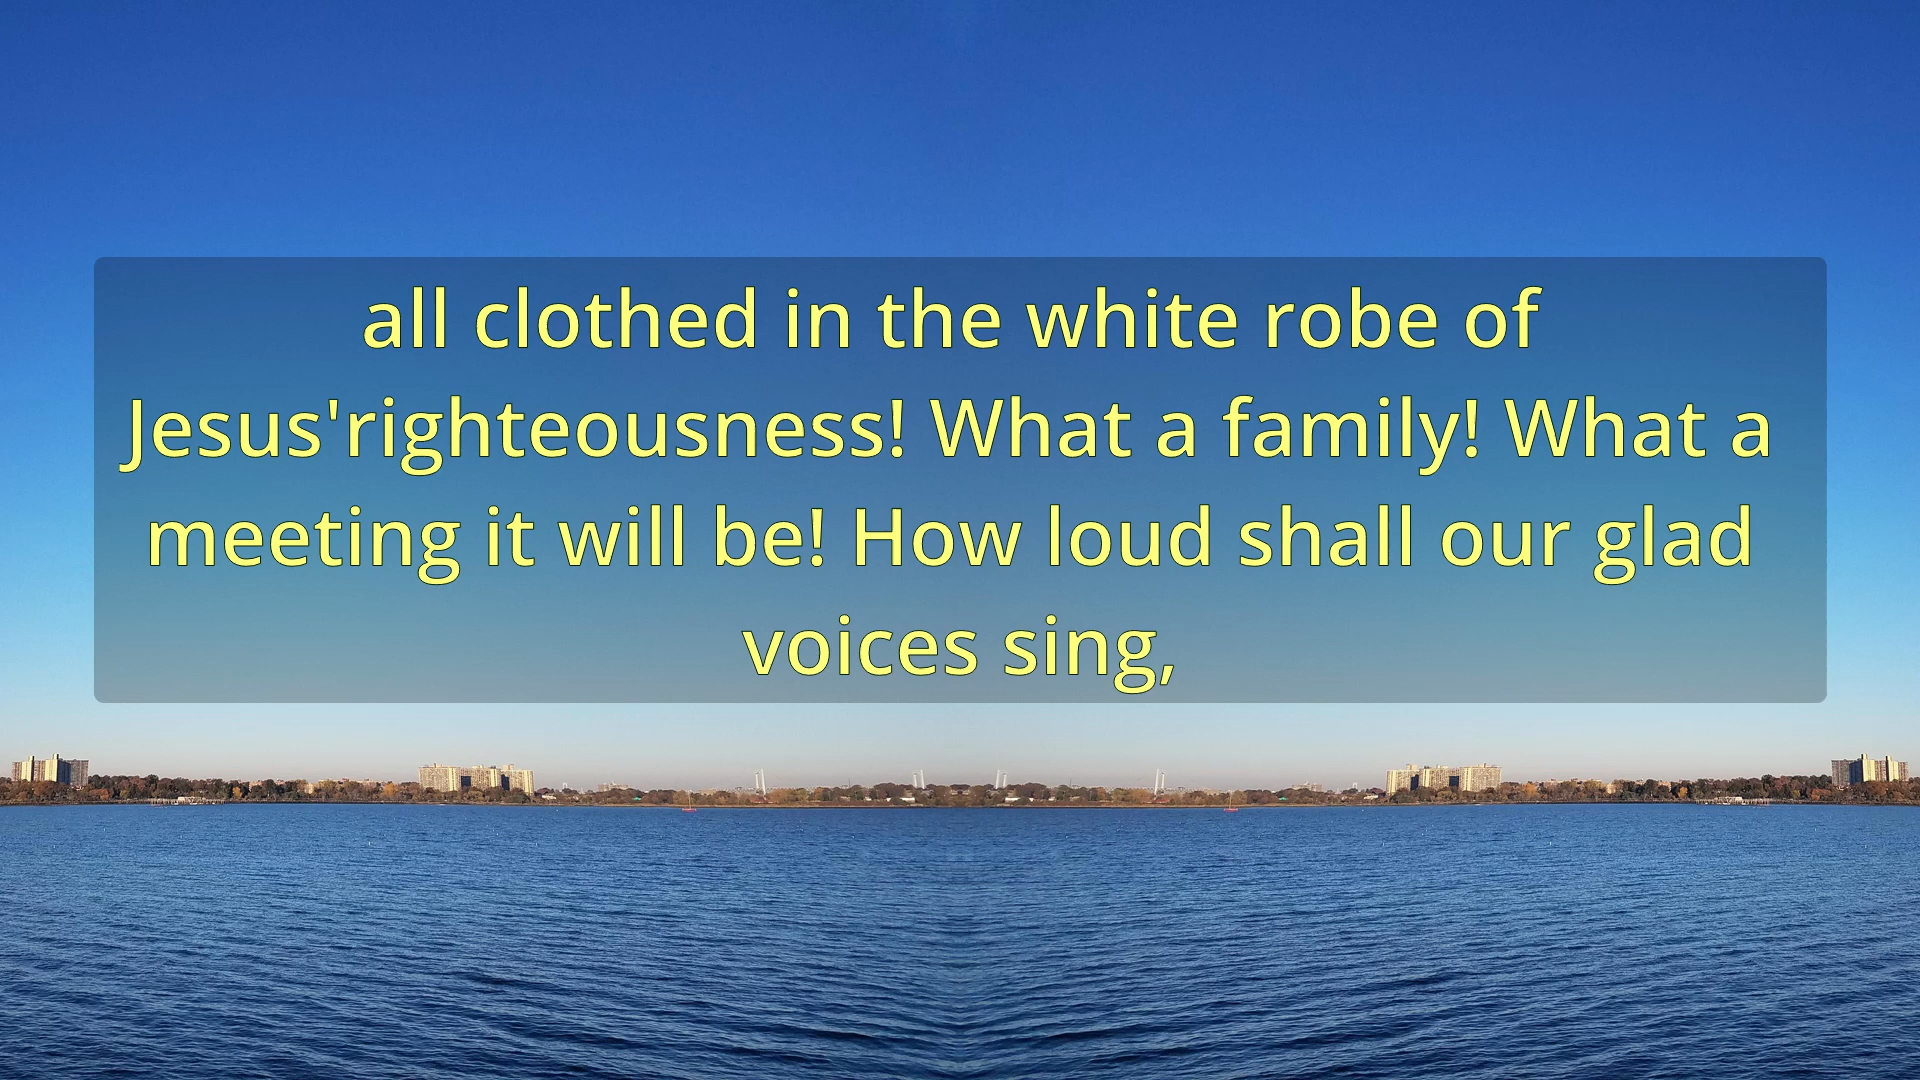 all clothed in the white robe of
Jesus'righteousness! What a family! What a
meeting it will be! How loud shall our glad
voices sing,